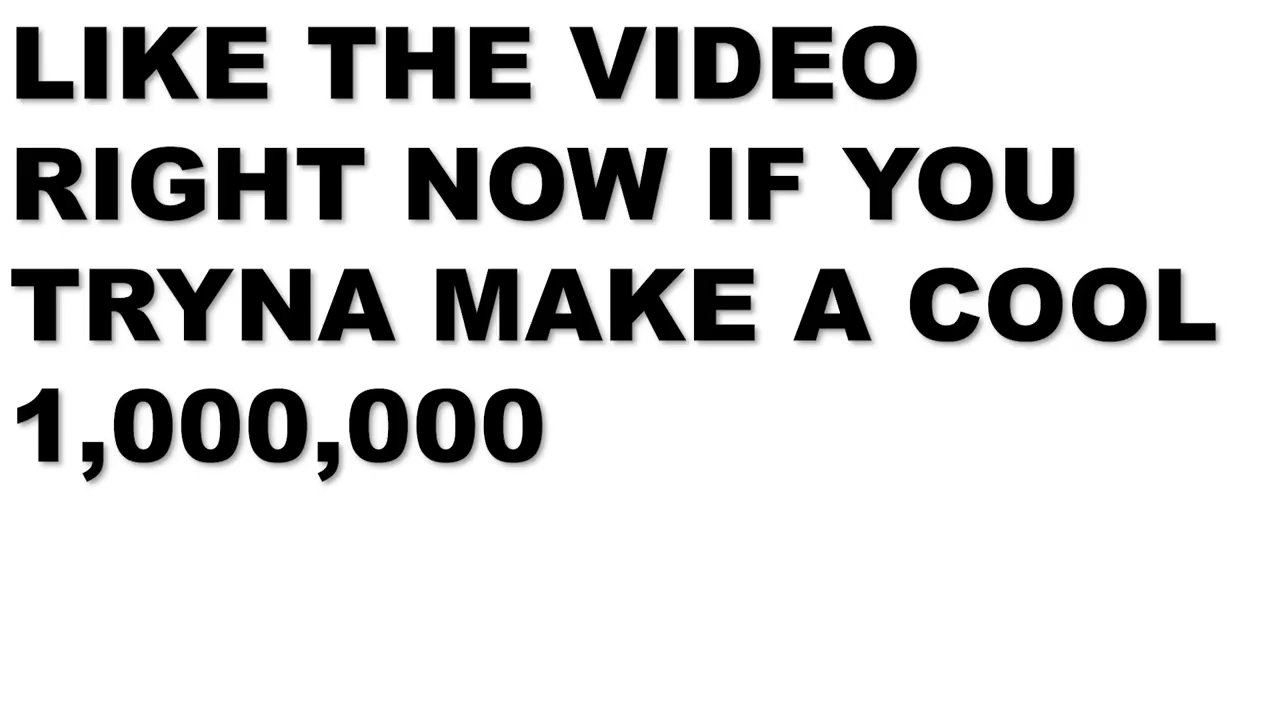 LIKE THE VIDEO
RIGHT NOW IF YOU
TRYNA MAKE A COOL
1,000,000